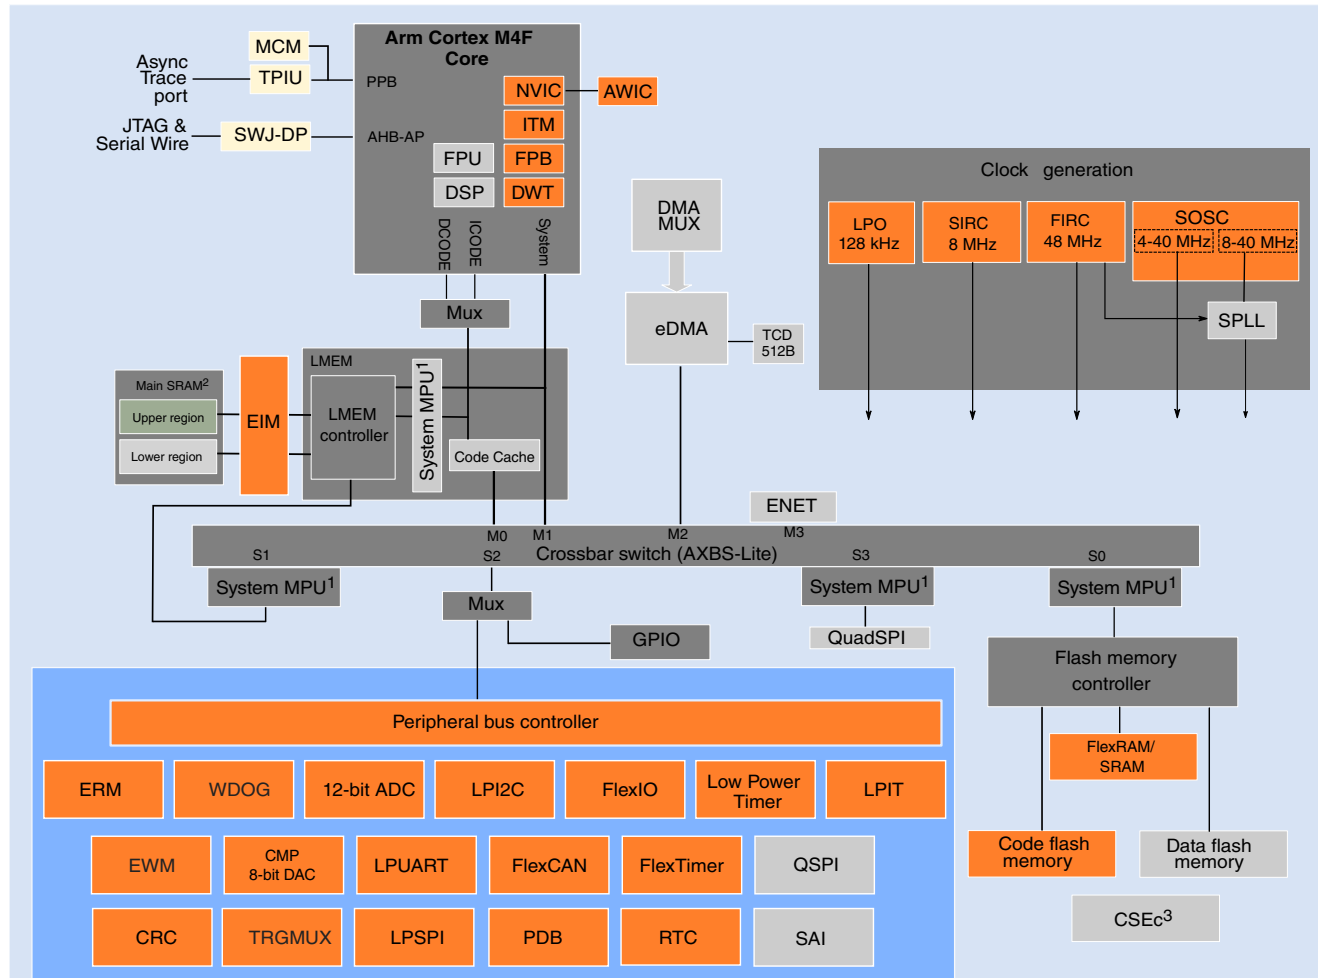 Arm Cortex M4F
Core
MCM
TPIU
Async
Trace
port
PPB
JTAG &
Serial Wire
SWJ-DP
AHB-AP
NVIC
AWIC
ITM
FPU
FPB
DSP
DWT
DCODE
ICODE
System
Mux
DMA
MUX
eDMA
TCD
512B
Clock generation
LPO
128 kHz
SIRC
8 MHz
FIRC
48 MHz
SOSC
4-40 MHz
8-40 MHz
SPLL
LMEM
Main SRAM2
Upper region
Lower region
EIM
LMEM
controller
System MPU1
Code Cache
ENET
M0
M1
M2
M3
Crossbar switch (AXBS-Lite)
S1
S2
S3
S0
System MPU1
Mux
System MPU1
System MPU1
GPIO
QuadSPI
Flash memory
controller
Peripheral bus controller
FlexRAM/
SRAM
ERM
WDOG
12-bit ADC
LPI2C
FlexIO
Low Power
Timer
LPIT
EWM
CMP
8-bit DAC
LPUART
FlexCAN
FlexTimer
QSPI
Code flash
memory
Data flash
memory
CRC
TRGMUX
LPSPI
PDB
RTC
SAI
CSEc3